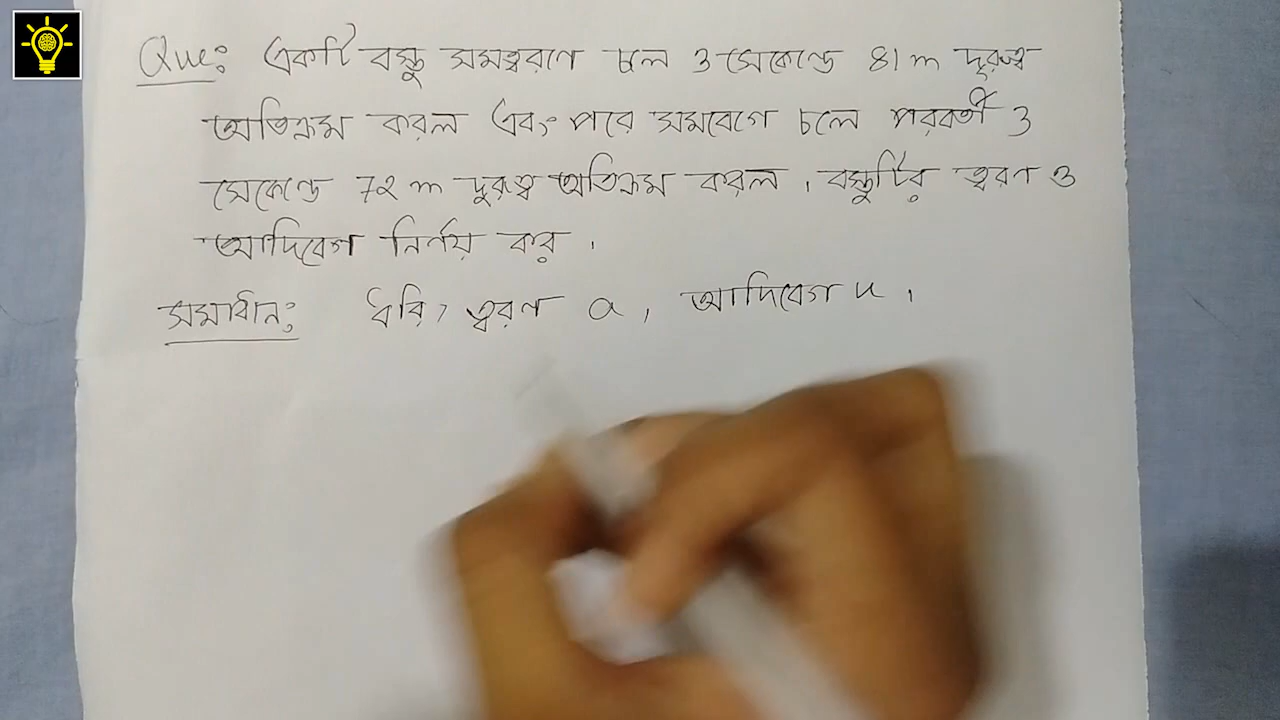 Que: একটি বস্তু সমত্বরণে চলে 3 সেকেন্ডে 81 m দূরত্ব
অতিক্রম করল এবং পরে সমবেগে চলে পরবর্তী 3
সেকেন্ডে 72 m দুরত্ব অতিক্রম করল । বস্তুটির ত্বরণ ও
আদিবেগ নির্ণয় কর ।
সমাধান: ধরি, ত্বরণ a, আদিবেগ u ।